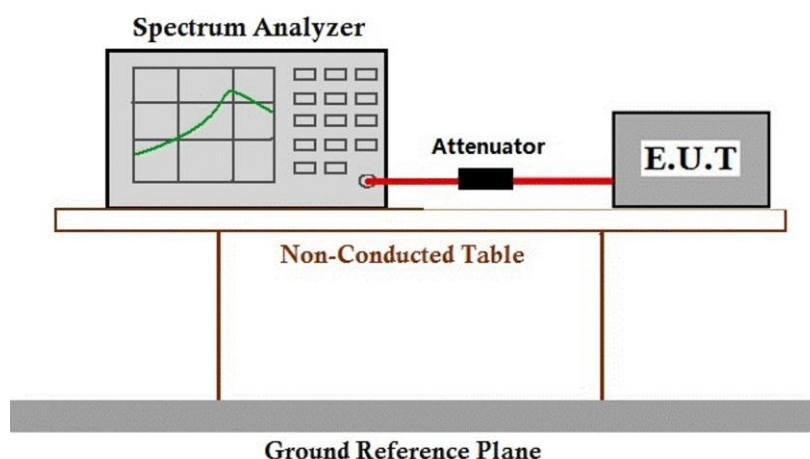 Spectrum Analyzer
Attenuator
E.U.T
Non-Conducted Table
Ground Reference Plane